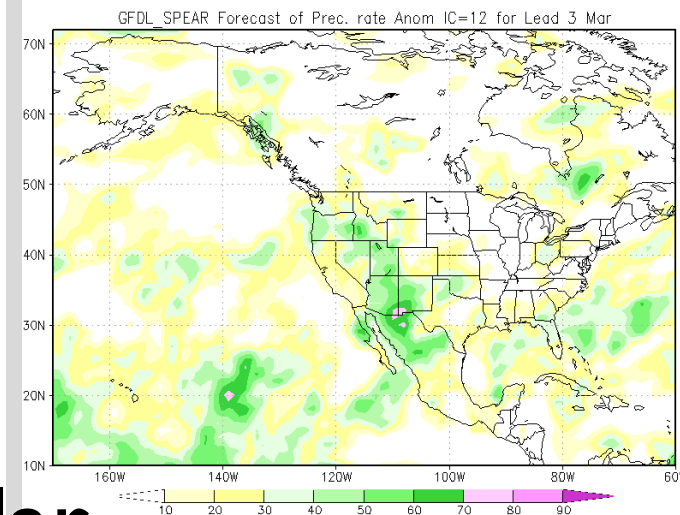 GFDL_SPEAR Forecast of Prec. rate Anom IC=12 for Lead 3 Mar
70N
60N
50N
40N
30N
20N
10N
160W 140W 120W 100W 80W 60
10 20 30 40 50 60 70 80 90